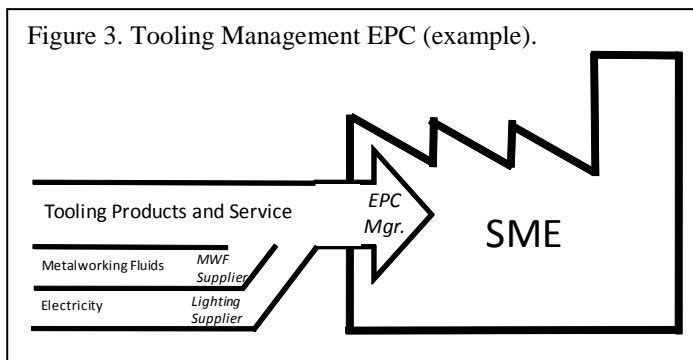 Figure 3. Tooling Management EPC (example).
Tooling Products and Service
EPC
Mgr.
SME
Metalworking Fluids
MWF
Supplier
Electricity
Lighting
Supplier